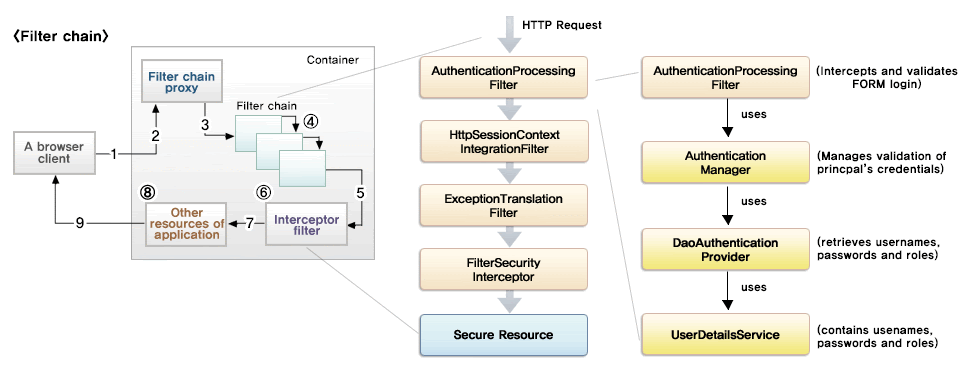 〈Filter chain〉
Container
Filter chain
proxy
Filter chain
A browser
client
1
2
3
④
5
⑥
7
⑧
9
Other
resources of
application
Interceptor
filter
HTTP Request
AuthenticationProcessing
Filter
HttpSessionContext
IntegrationFilter
ExceptionTranslation
Filter
FilterSecurity
Interceptor
Secure Resource
AuthenticationProcessing
Filter
(Intercepts and validates
FORM login)
uses
Authentication
Manager
(Manages validation of
princpal's credentials)
uses
DaoAuthentication
Provider
(retrieves usernames,
passwords and roles)
uses
UserDetailsService
(contains usenames,
passwords and roles)